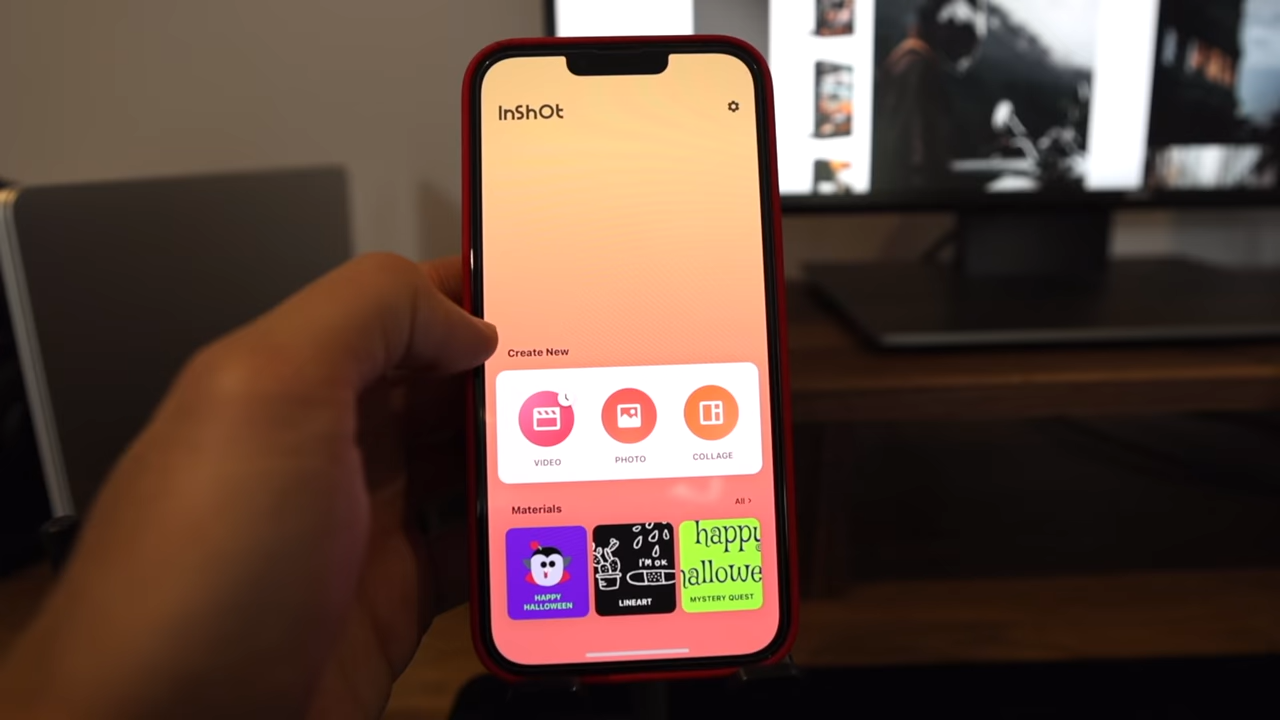 InShOt
Create New
VIDEO
PHOTO
COLLAGE
Materials
All ›
HAPPY
HALLOWEEN
I'M OK
LINEART
happy
allowe
MYSTERY QUEST